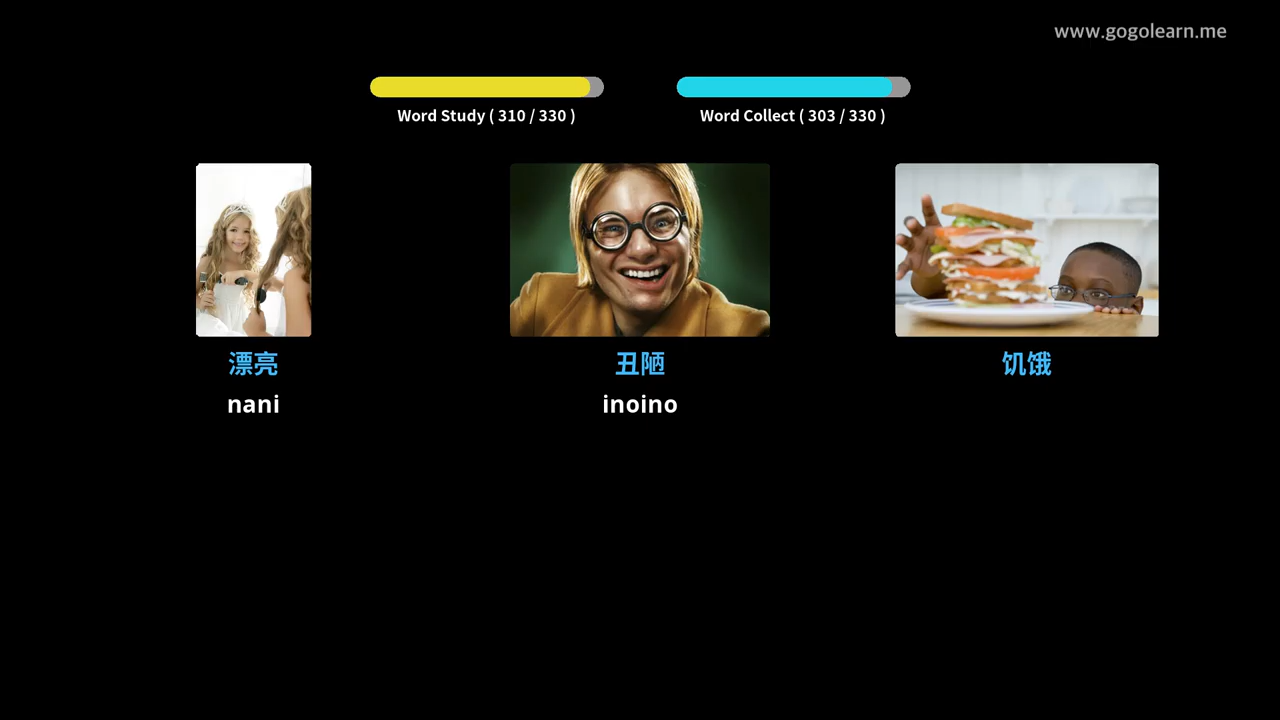 www.gogolearn.me
Word Study ( 310 / 330 )
Word Collect ( 303 / 330 )
漂亮
丑陋
饥饿
nani
inoino